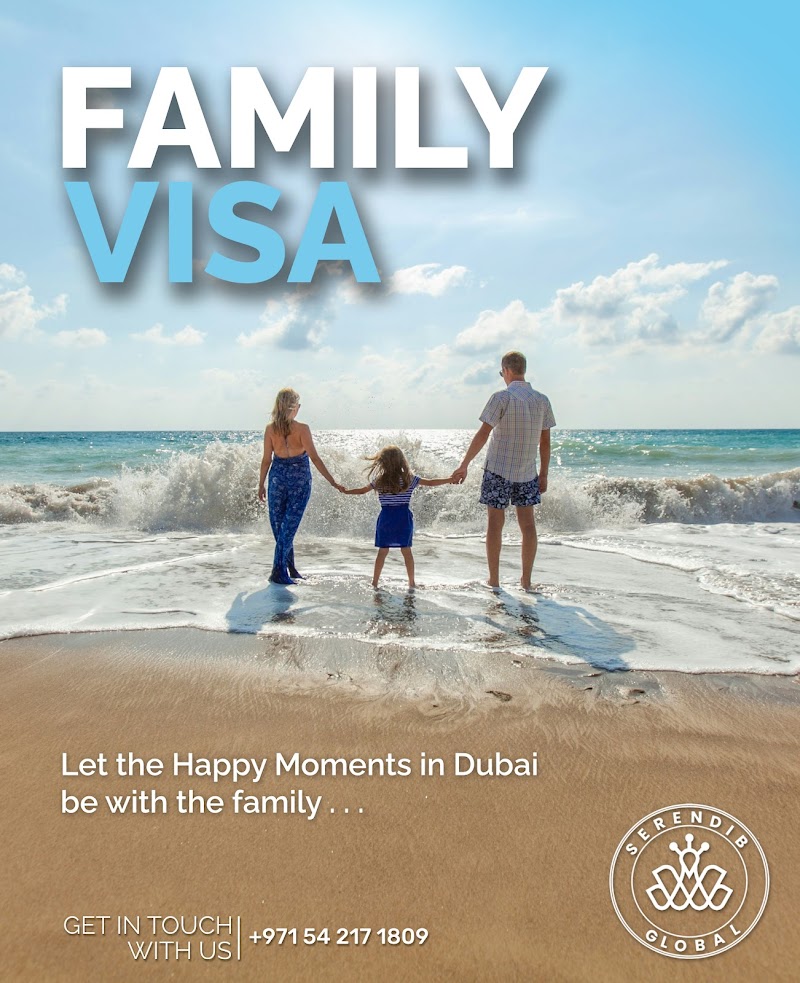 FAMILY
VISA
Let the Happy Moments in Dubai
be with the family . . .
SERENDIB
GLOBAL
GET IN TOUCH
WITH US
+971 54 217 1809